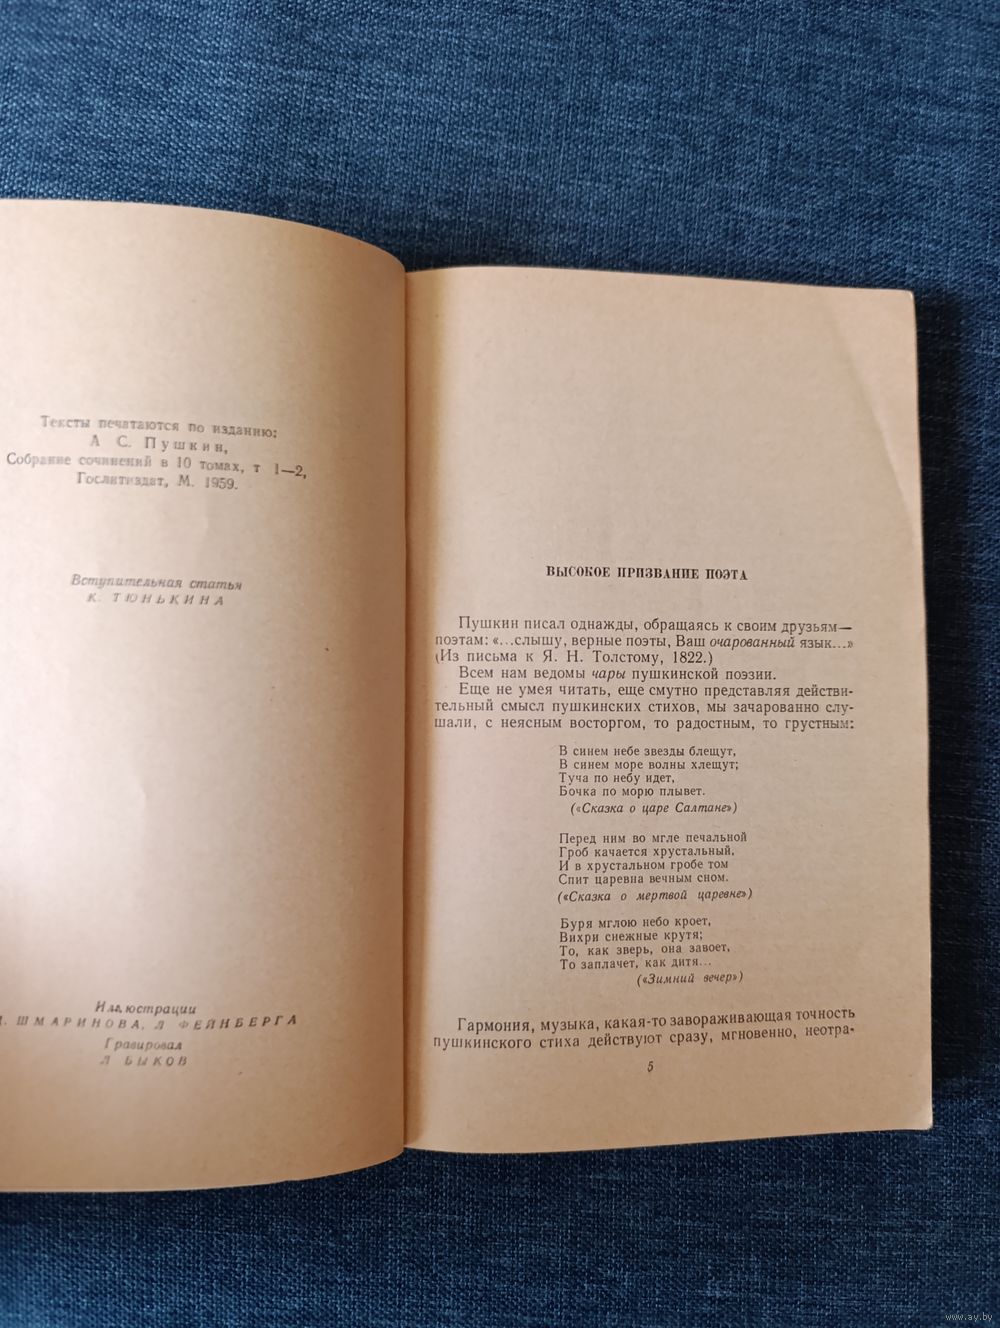 Тексты печатаются по изданию:
А С. Пушкин,
Собрание сочинений в 10 томах, т 1—2,
Гослитиздат, М. 1959.
Вступительная статья
К. ТЮНЬКИНА
Иллюстрации
ШМАРИНОВА, Л ФЕЙНБЕРГА
Гравировал
Л БЫКОВ
ВЫСОКОЕ ПРИЗВАНИЕ ПОЭТА
Пушкин писал однажды, обращаясь к своим друзьям—
поэтам: «...слышу, верные поэты, Ваш очарованный язык...»
(Из письма к Я. Н. Толстому, 1822.)
Всем нам ведомы чары пушкинской поэзии.
Еще не умея читать, еще смутно представляя действи-
тельный смысл пушкинских стихов, мы зачарованно слу-
шали, с неясным восторгом, то радостным, то грустным:
В синем небе звезды блещут,
В синем море волны хлещут;
Туча по небу идет,
Бочка по морю плывет.
(«Сказка о царе Салтане»)
Перед ним во мгле печальной
Гроб качается хрустальный,
И в хрустальном гробе том
Спит царевна вечным сном.
(«Сказка о мертвой царевне»)
Буря мглою небо кроет,
Вихри снежные крутя;
То, как зверь, она завоет,
То заплачет, как дитя...
(«Зимний вечер»)
Гармония, музыка, какая-то завораживающая точность
пушкинского стиха действуют сразу, мгновенно, неотра-
5
www.ay.by